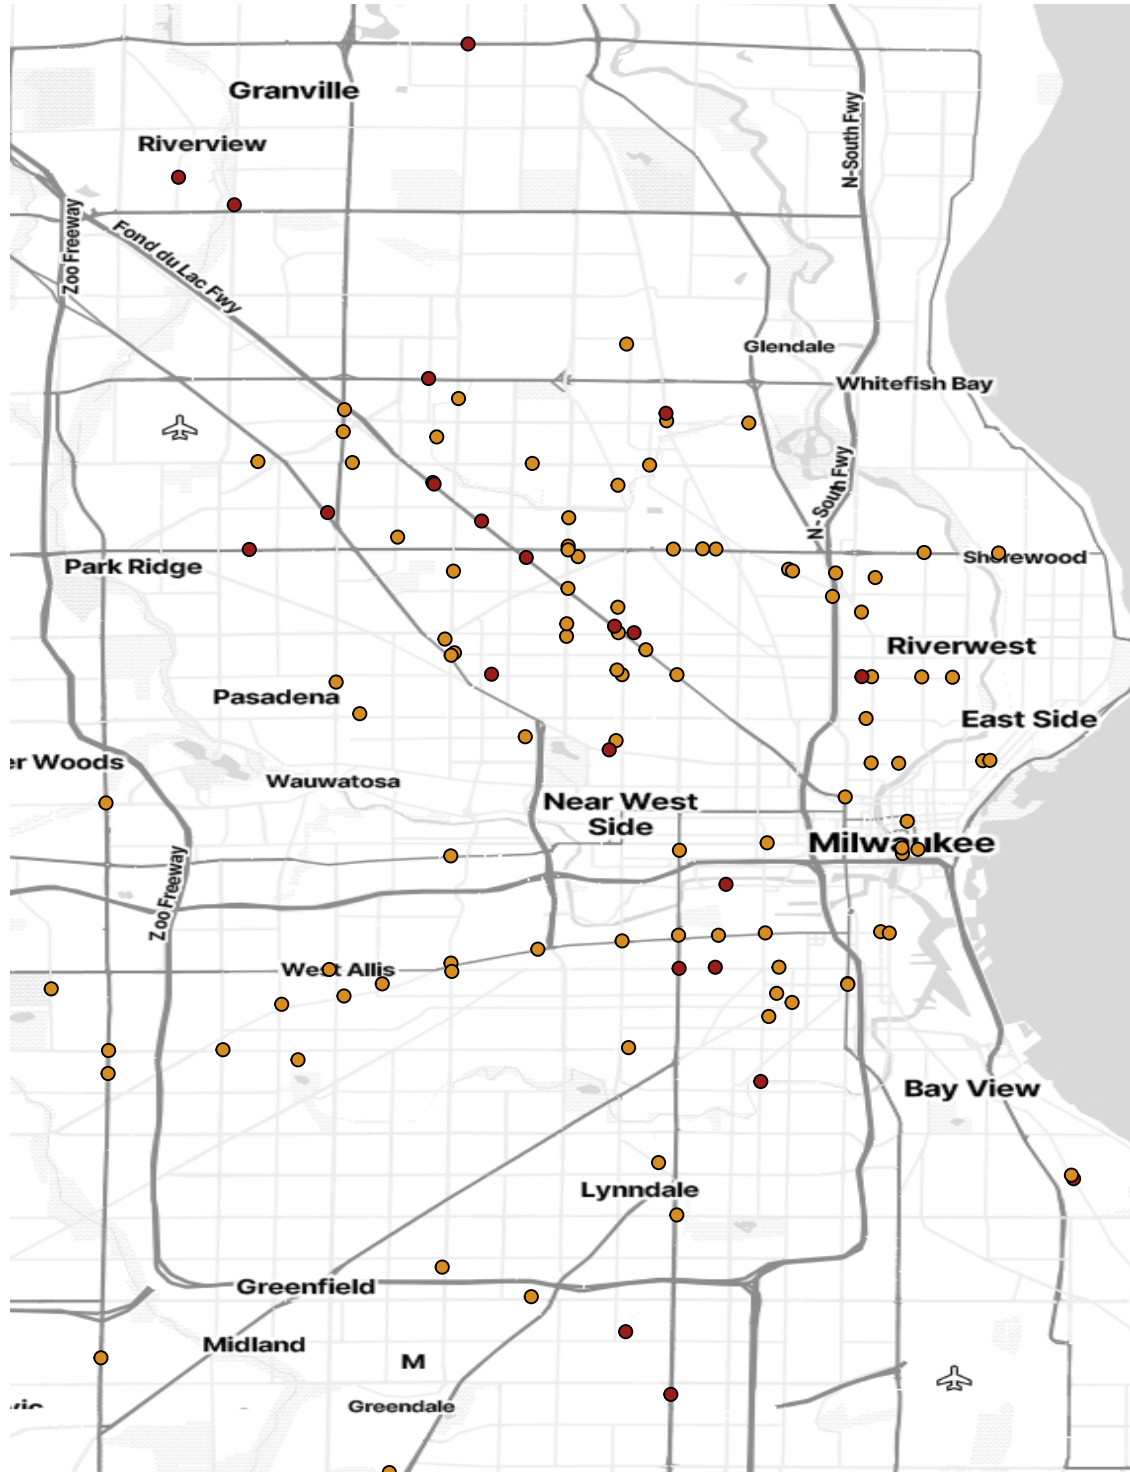 Granville
Riverview
N-South Fwy
Zoo Freeway
Fond du Lac Fwy
Glendale
Whitefish Bay
N-South Fwy
Shorewood
Park Ridge
Riverwest
Pasadena
East Side
er Woods
Wauwatosa
Near West
Side
Milwaukee
Zoo Freeway
West Allis
Bay View
Lynndale
Greenfield
Midland
M
Greendale